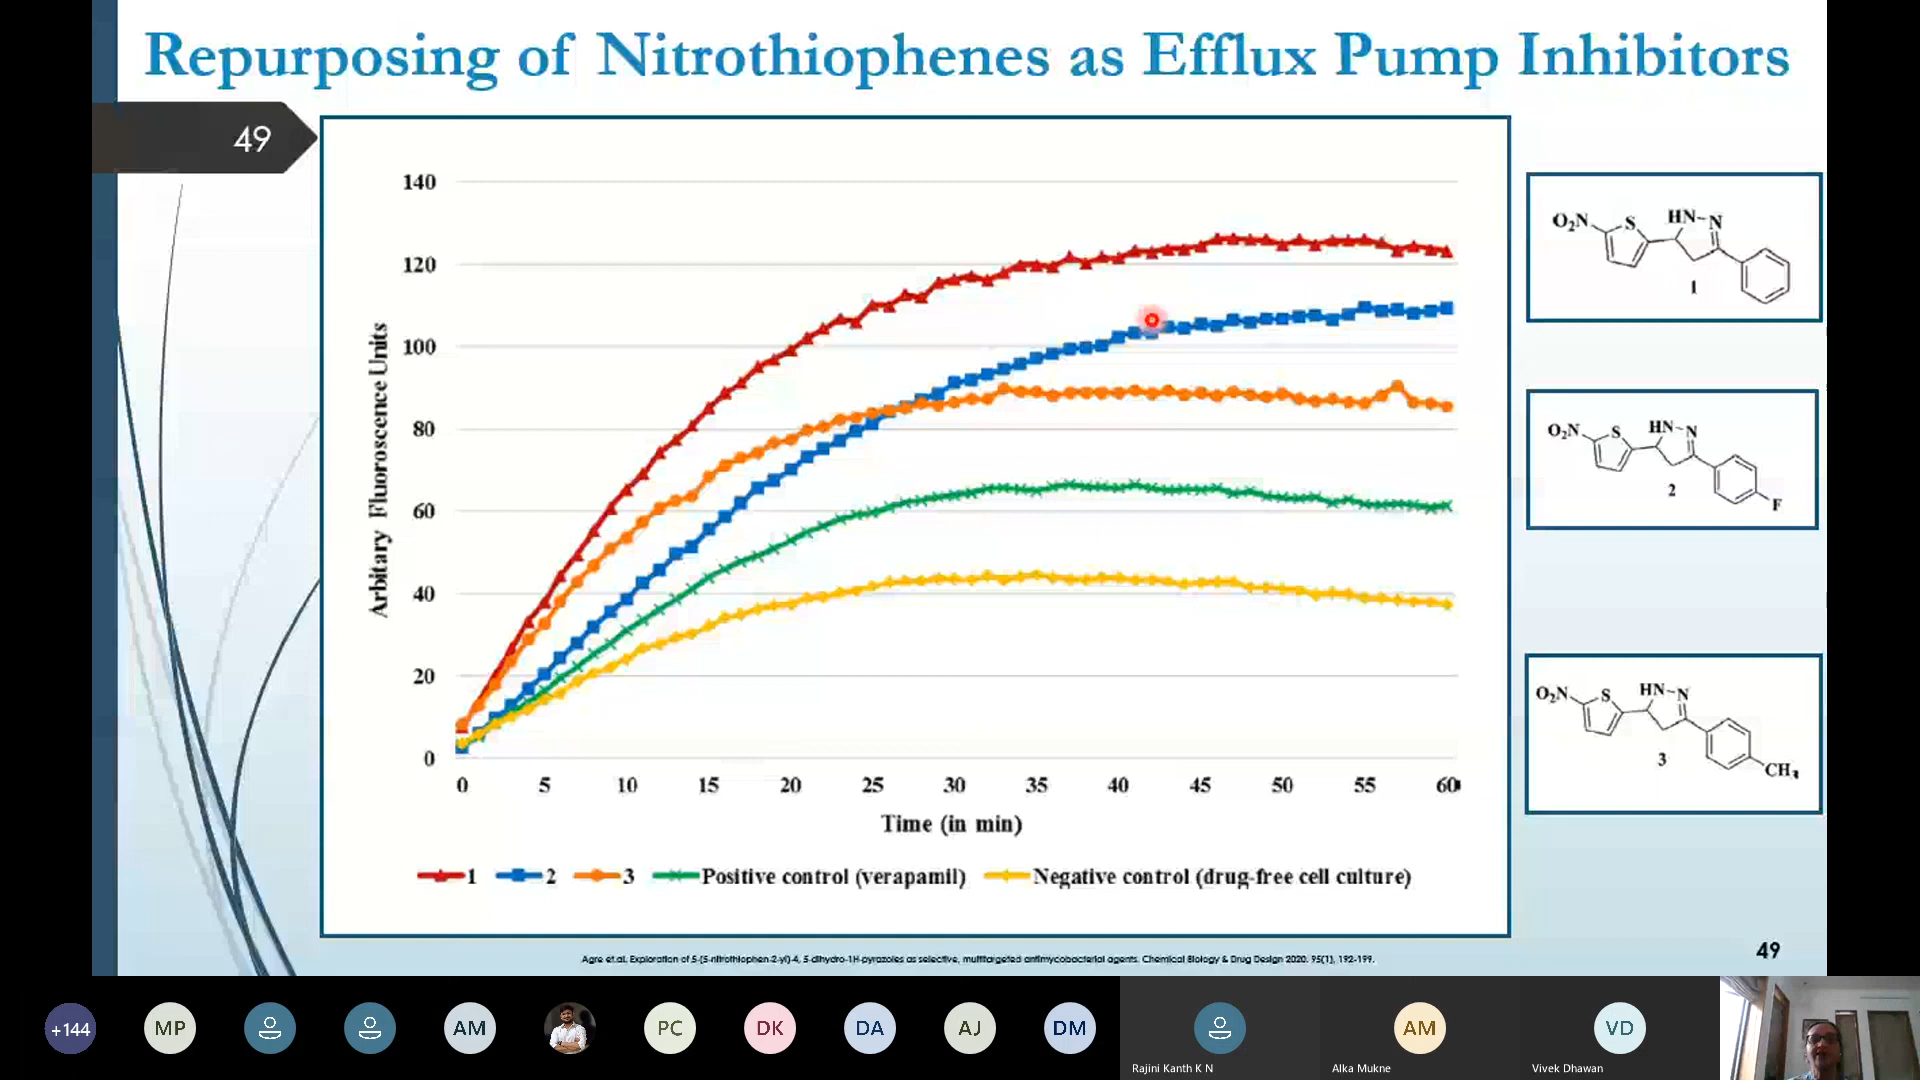 Repurposing of Nitrothiophenes as Efflux Pump Inhibitors
49
140
120
100
80
60
40
20
0
Arbitary Fluoroscence Units
0 5 10 15 20 25 30 35 40 45 50 55 60
Time (in min)
1 2 3 Positive control (verapamil) Negative control (drug-free cell culture)
O2N S HN N
1
O2N S HN N
2 F
O2N S HN N
3 CH3
Agre et.al. Exploration of 5-(5-nitrothiophen-2-yl)-4, 5-dihydro-1H-pyrazoles as selective, multitargeted antimycobacterial agents. Chemical Biology & Drug Design 2020. 95(1), 192-199.
49
+144 MP AM PC DK DA AJ DM AM VD
Rajini Kanth K N Alka Mukne Vivek Dhawan